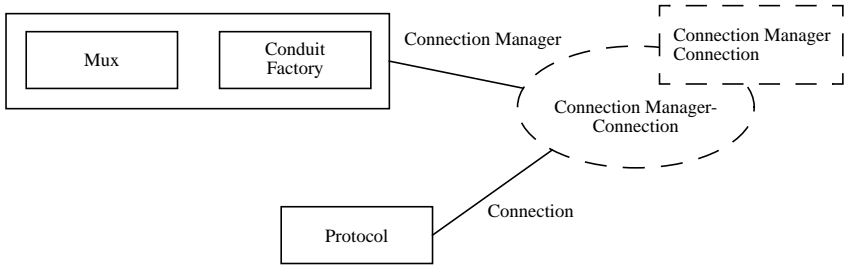 Mux
Conduit
Factory
Connection Manager
Connection Manager
Connection
Connection Manager-
Connection
Connection
Protocol